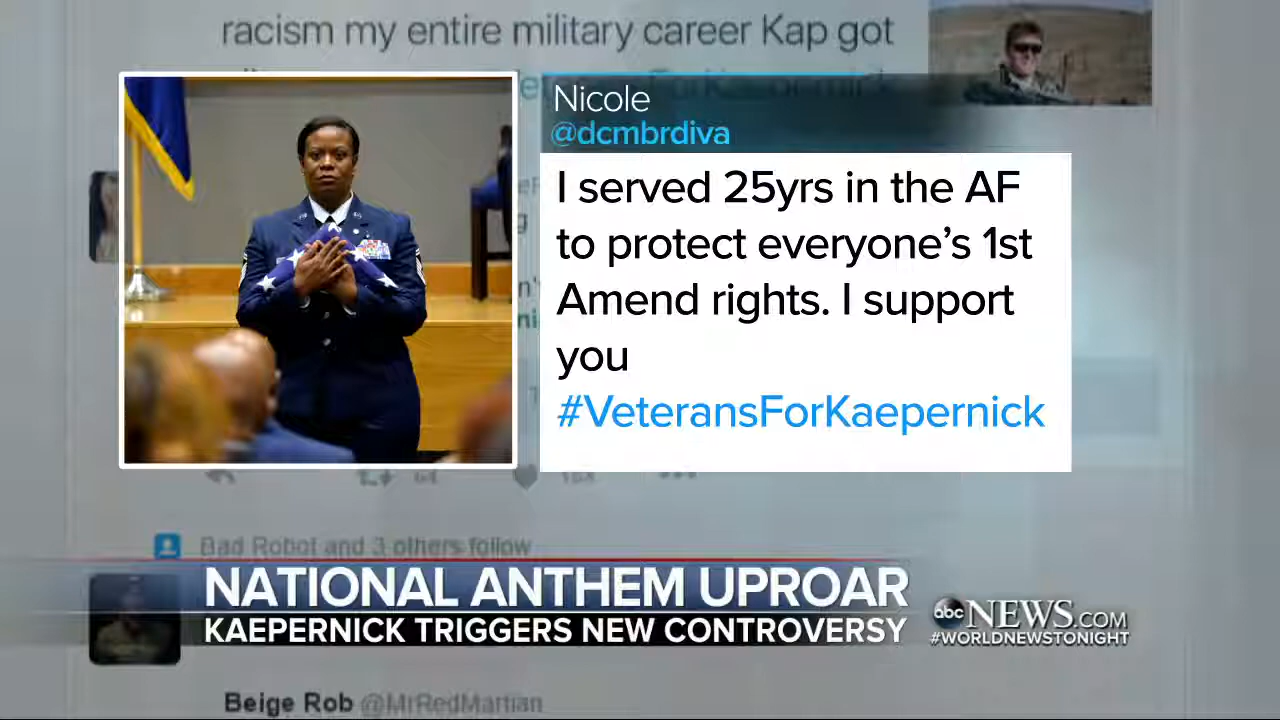 racism my entire military career Kap got
Nicole
@dcmbrdiva
I served 25yrs in the AF
to protect everyone's 1st
Amend rights. I support
you
#VeteransForKaepernick
Bad Robot and 3 others follow
NATIONAL ANTHEM UPROAR
KAEPERNICK TRIGGERS NEW CONTROVERSY
abc NEWS.COM
#WORLDNEWSTONIGHT
Beige Rob @MrRedMartian